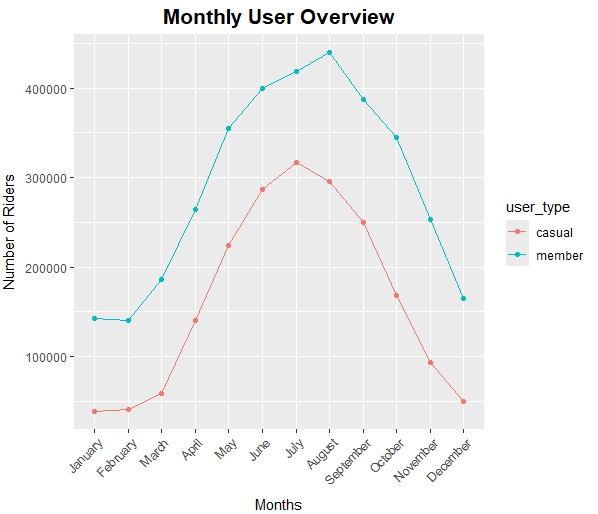 Monthly User Overview
Number of Riders
400000
300000
200000
100000
January
February
March
April
May
June
July
August
September
October
November
December
Months
user_type
casual
member